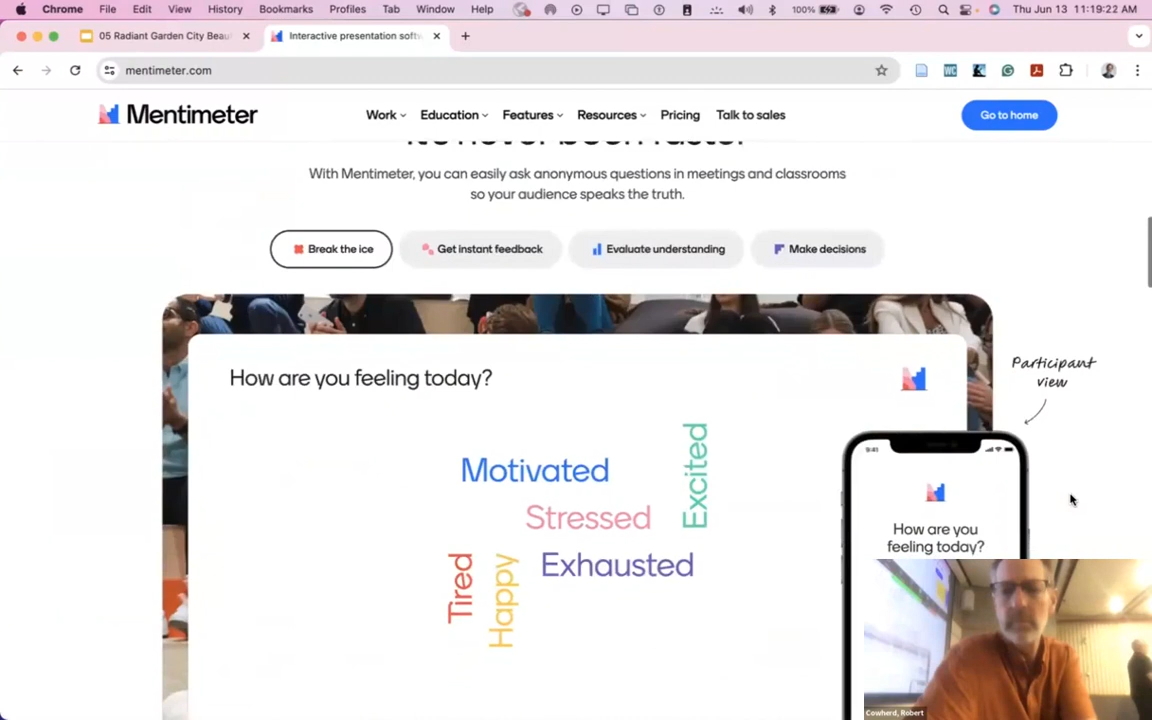 Chrome File Edit View History Bookmarks Profiles Tab Window Help 100% Thu Jun 13 11:19:22 AM
05 Radiant Garden City Beau
Interactive presentation softw
mentimeter.com
Mentimeter Work Education Features Resources Pricing Talk to sales Go to home
With Mentimeter, you can easily ask anonymous questions in meetings and classrooms
so your audience speaks the truth.
Break the ice Get instant feedback Evaluate understanding Make decisions
How are you feeling today?
Participant
view
Motivated
Excited
Stressed
Exhausted
Tired
Happy
9:41
How are you
feeling today?
Cowherd, Robert